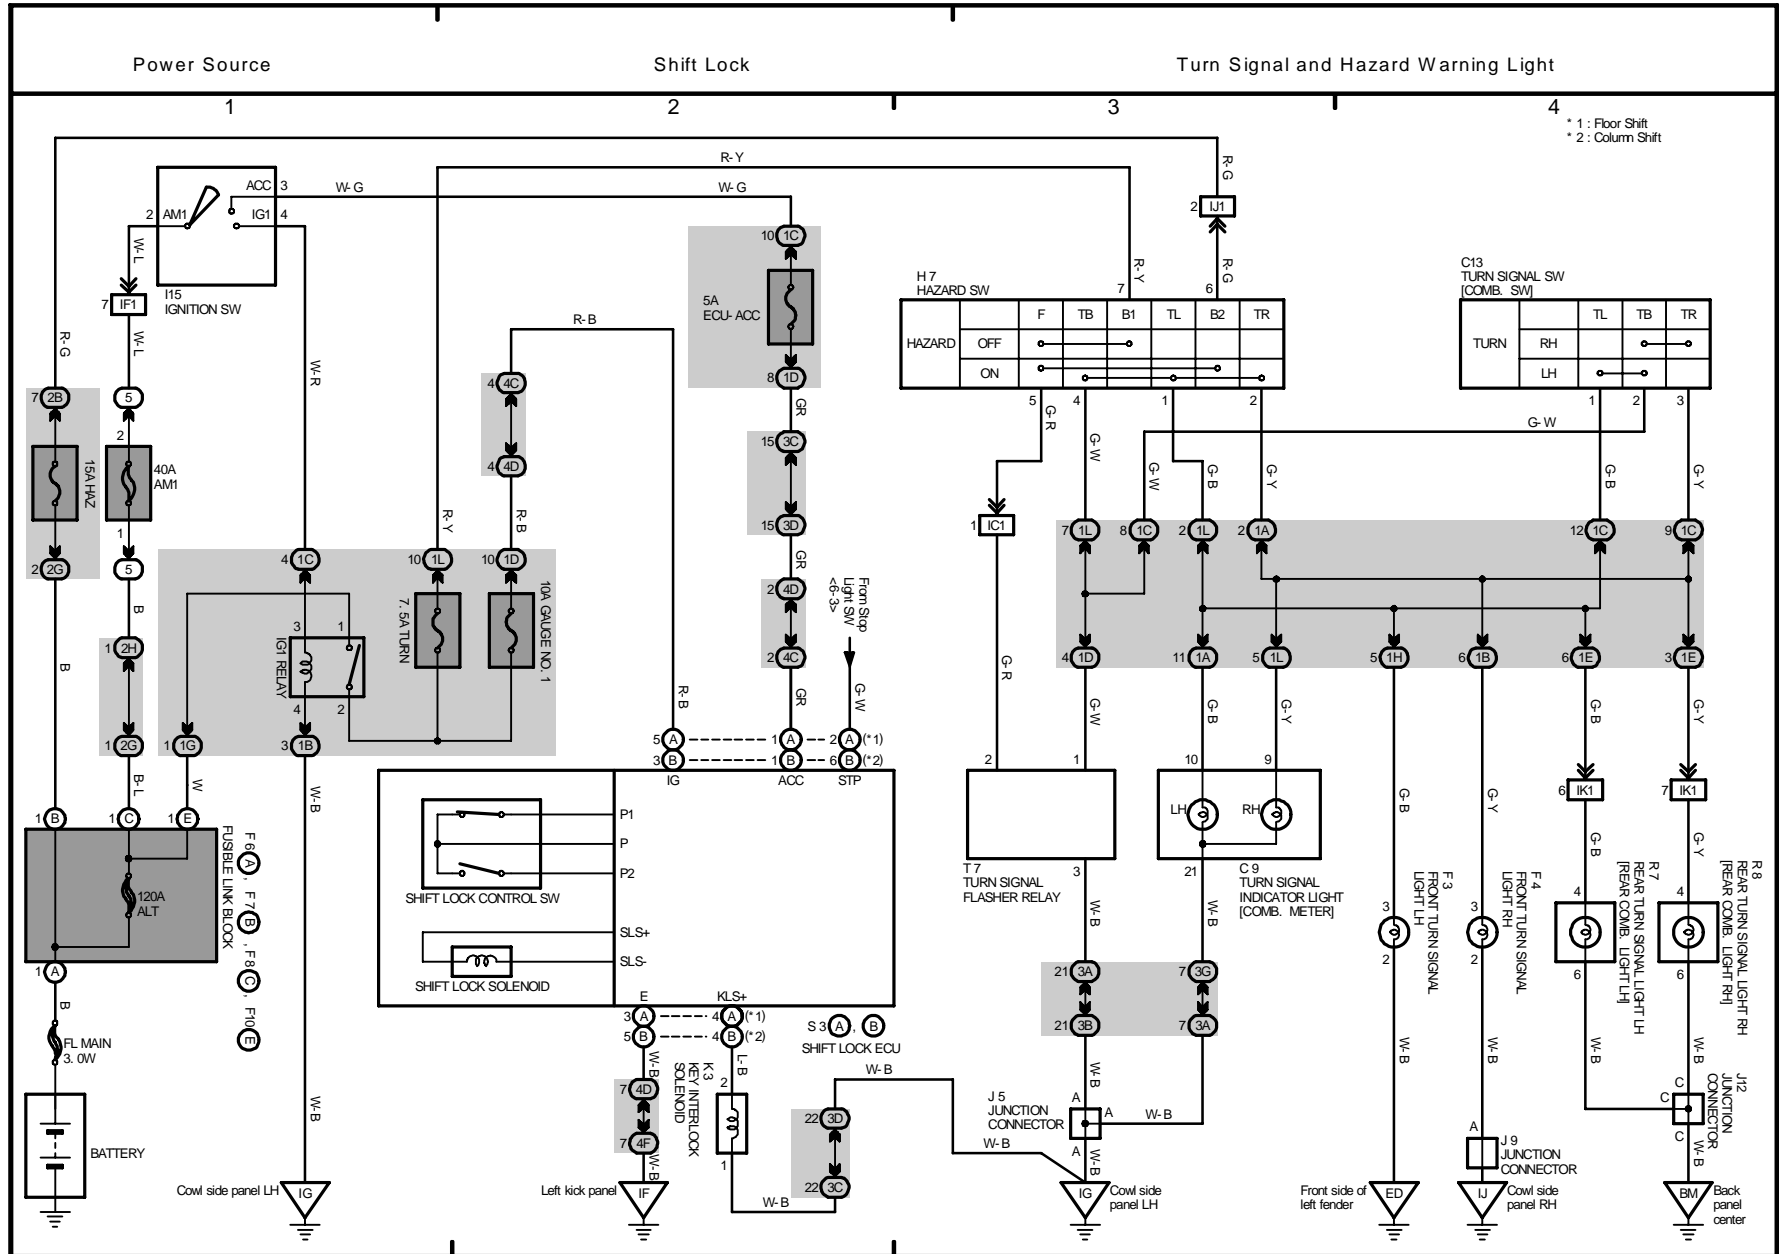 Power Source
Shift Lock
Turn Signal and Hazard Warning Light
1
2
3
4
* 1 : Floor Shift
* 2 : Column Shift
R-Y
W-G
W-G
R-G
ACC 3
IG1 4
2 AM1
I15
IGNITION SW
W-L
7 IF1
W-L
R-G
W-R
2 IJ1
R-Y
R-G
10 1C
5A
ECU-ACC
8 1D
GR
R-B
4 4C
4 4D
R-B
R-Y
15 3C
15 3D
GR
2 4D
2 4C
GR
From Stop
Light SW
<6-3>
G-W
H 7
HAZARD SW
7
6
F TB B1 TL B2 TR
HAZARD
OFF
ON
5 4 1 2
C13
TURN SIGNAL SW
[COMB. SW]
TL TB TR
TURN
RH
LH
1 2 3
G-R
G-W
G-W
G-B
G-Y
G-W
G-B
G-Y
7 2B
15A HAZ
2 2G
5
2
40A
AM1
1
5
B
1 2H
1 2G
B-L
B
4 1C
10 1L
10 1D
7. 5A TURN
10A GAUGE NO. 1
3 1
IG1 RELAY
4 2
1 1G
3 1B
W
W-B
R-B
1 IC1
G-R
7 1L
8 1C
2 1L
2 1A
12 1C
9 1C
4 1D
11 1A
5 1L
5 1H
6 1B
6 1E
3 1E
G-W
G-B
G-Y
G-B
G-Y
G-B
G-Y
5 A
3 B
IG
1 A
1 B
ACC
2 A (*1)
6 B (*2)
STP
P1
P
P2
SHIFT LOCK CONTROL SW
SLS+
SLS-
SHIFT LOCK SOLENOID
E
KLS+
3 A
5 B
4 A (*1)
4 B (*2)
S 3 A , B
SHIFT LOCK ECU
1 B
1 C
1 E
120A
ALT
FUSIBLE LINK BLOCK
F 6 A , F 7 B , F 8 C , F10 E
1 A
B
FL MAIN
3. 0W
BATTERY
W-B
Cowl side panel LH
IG
W-B
7 4D
7 4F
W-B
Left kick panel
IF
L-B
K 3
KEY INTERLOCK
SOLENOID
2
1
W-B
22 3D
22 3C
W-B
W-B
2
1
T 7
TURN SIGNAL
FLASHER RELAY
3
10
9
LH
RH
21
C 9
TURN SIGNAL
INDICATOR LIGHT
[COMB. METER]
W-B
W-B
21 3A
7 3G
21 3B
7 3A
W-B
J 5
JUNCTION
CONNECTOR
A
A
A
W-B
W-B
IG
Cowl side
panel LH
3
F 3
FRONT TURN SIGNAL
LIGHT LH
2
W-B
Front side of
left fender
ED
3
F 4
FRONT TURN SIGNAL
LIGHT RH
2
W-B
A
J 9
JUNCTION
CONNECTOR
IJ
Cowl side
panel RH
6 IK1
7 IK1
G-B
G-Y
4
R 7
REAR TURN SIGNAL LIGHT LH
[REAR COMB. LIGHT LH]
6
4
R 8
REAR TURN SIGNAL LIGHT RH
[REAR COMB. LIGHT RH]
6
W-B
W-B
C
C
C
J12
JUNCTION
CONNECTOR
W-B
BM
Back
panel
center